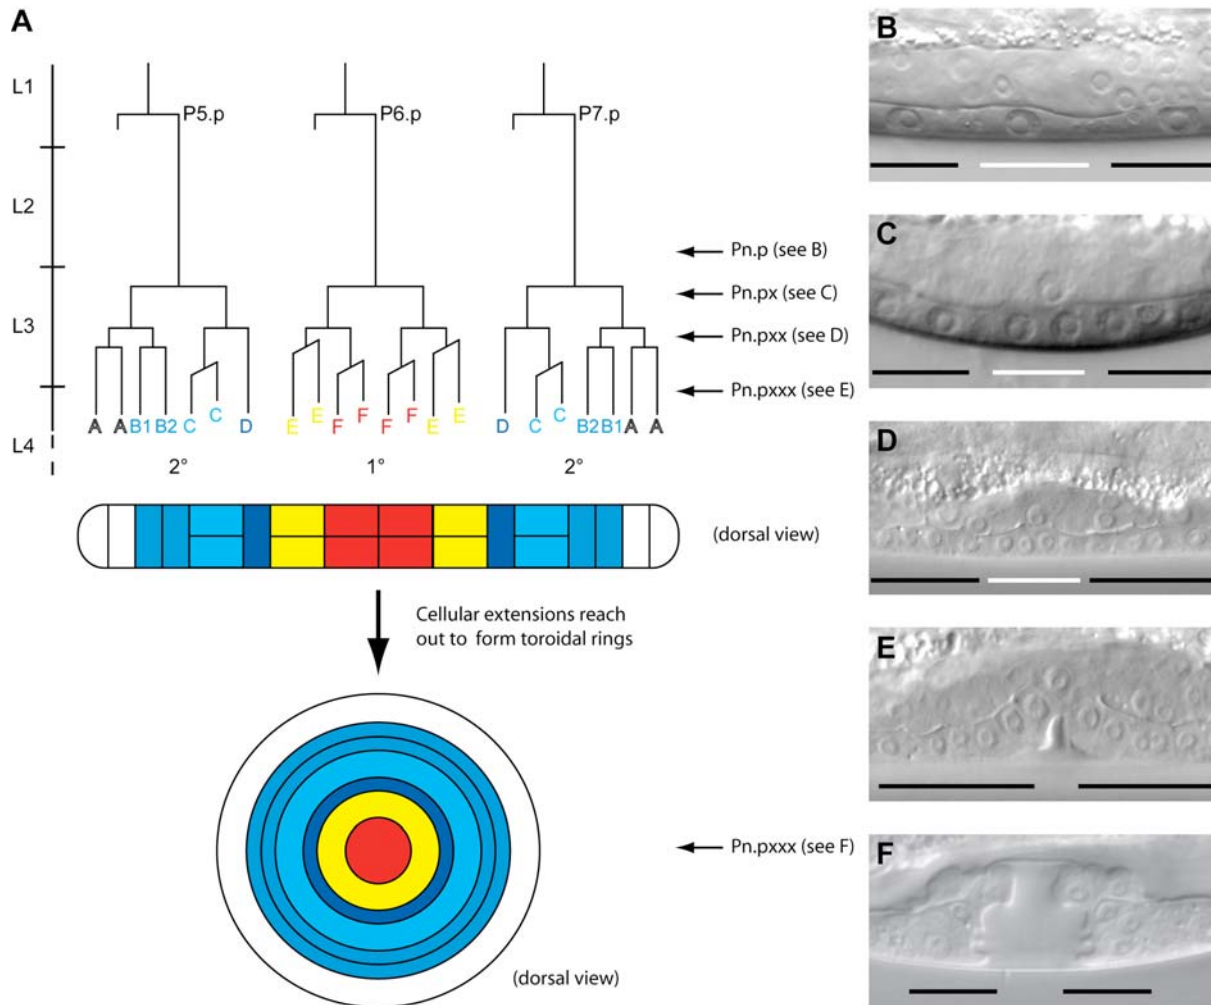 A
L1
L2
L3
L4
P5.p P6.p P7.p
Pn.p (see B)
Pn.px (see C)
Pn.pxx (see D)
Pn.pxxx (see E)
A A B1 B2 C C D E E F F F F E E D C C B2 B1 A A
2° 1° 2°
(dorsal view)
Cellular extensions reach
out to form toroidal rings
Pn.pxxx (see F)
(dorsal view)
B
C
D
E
F